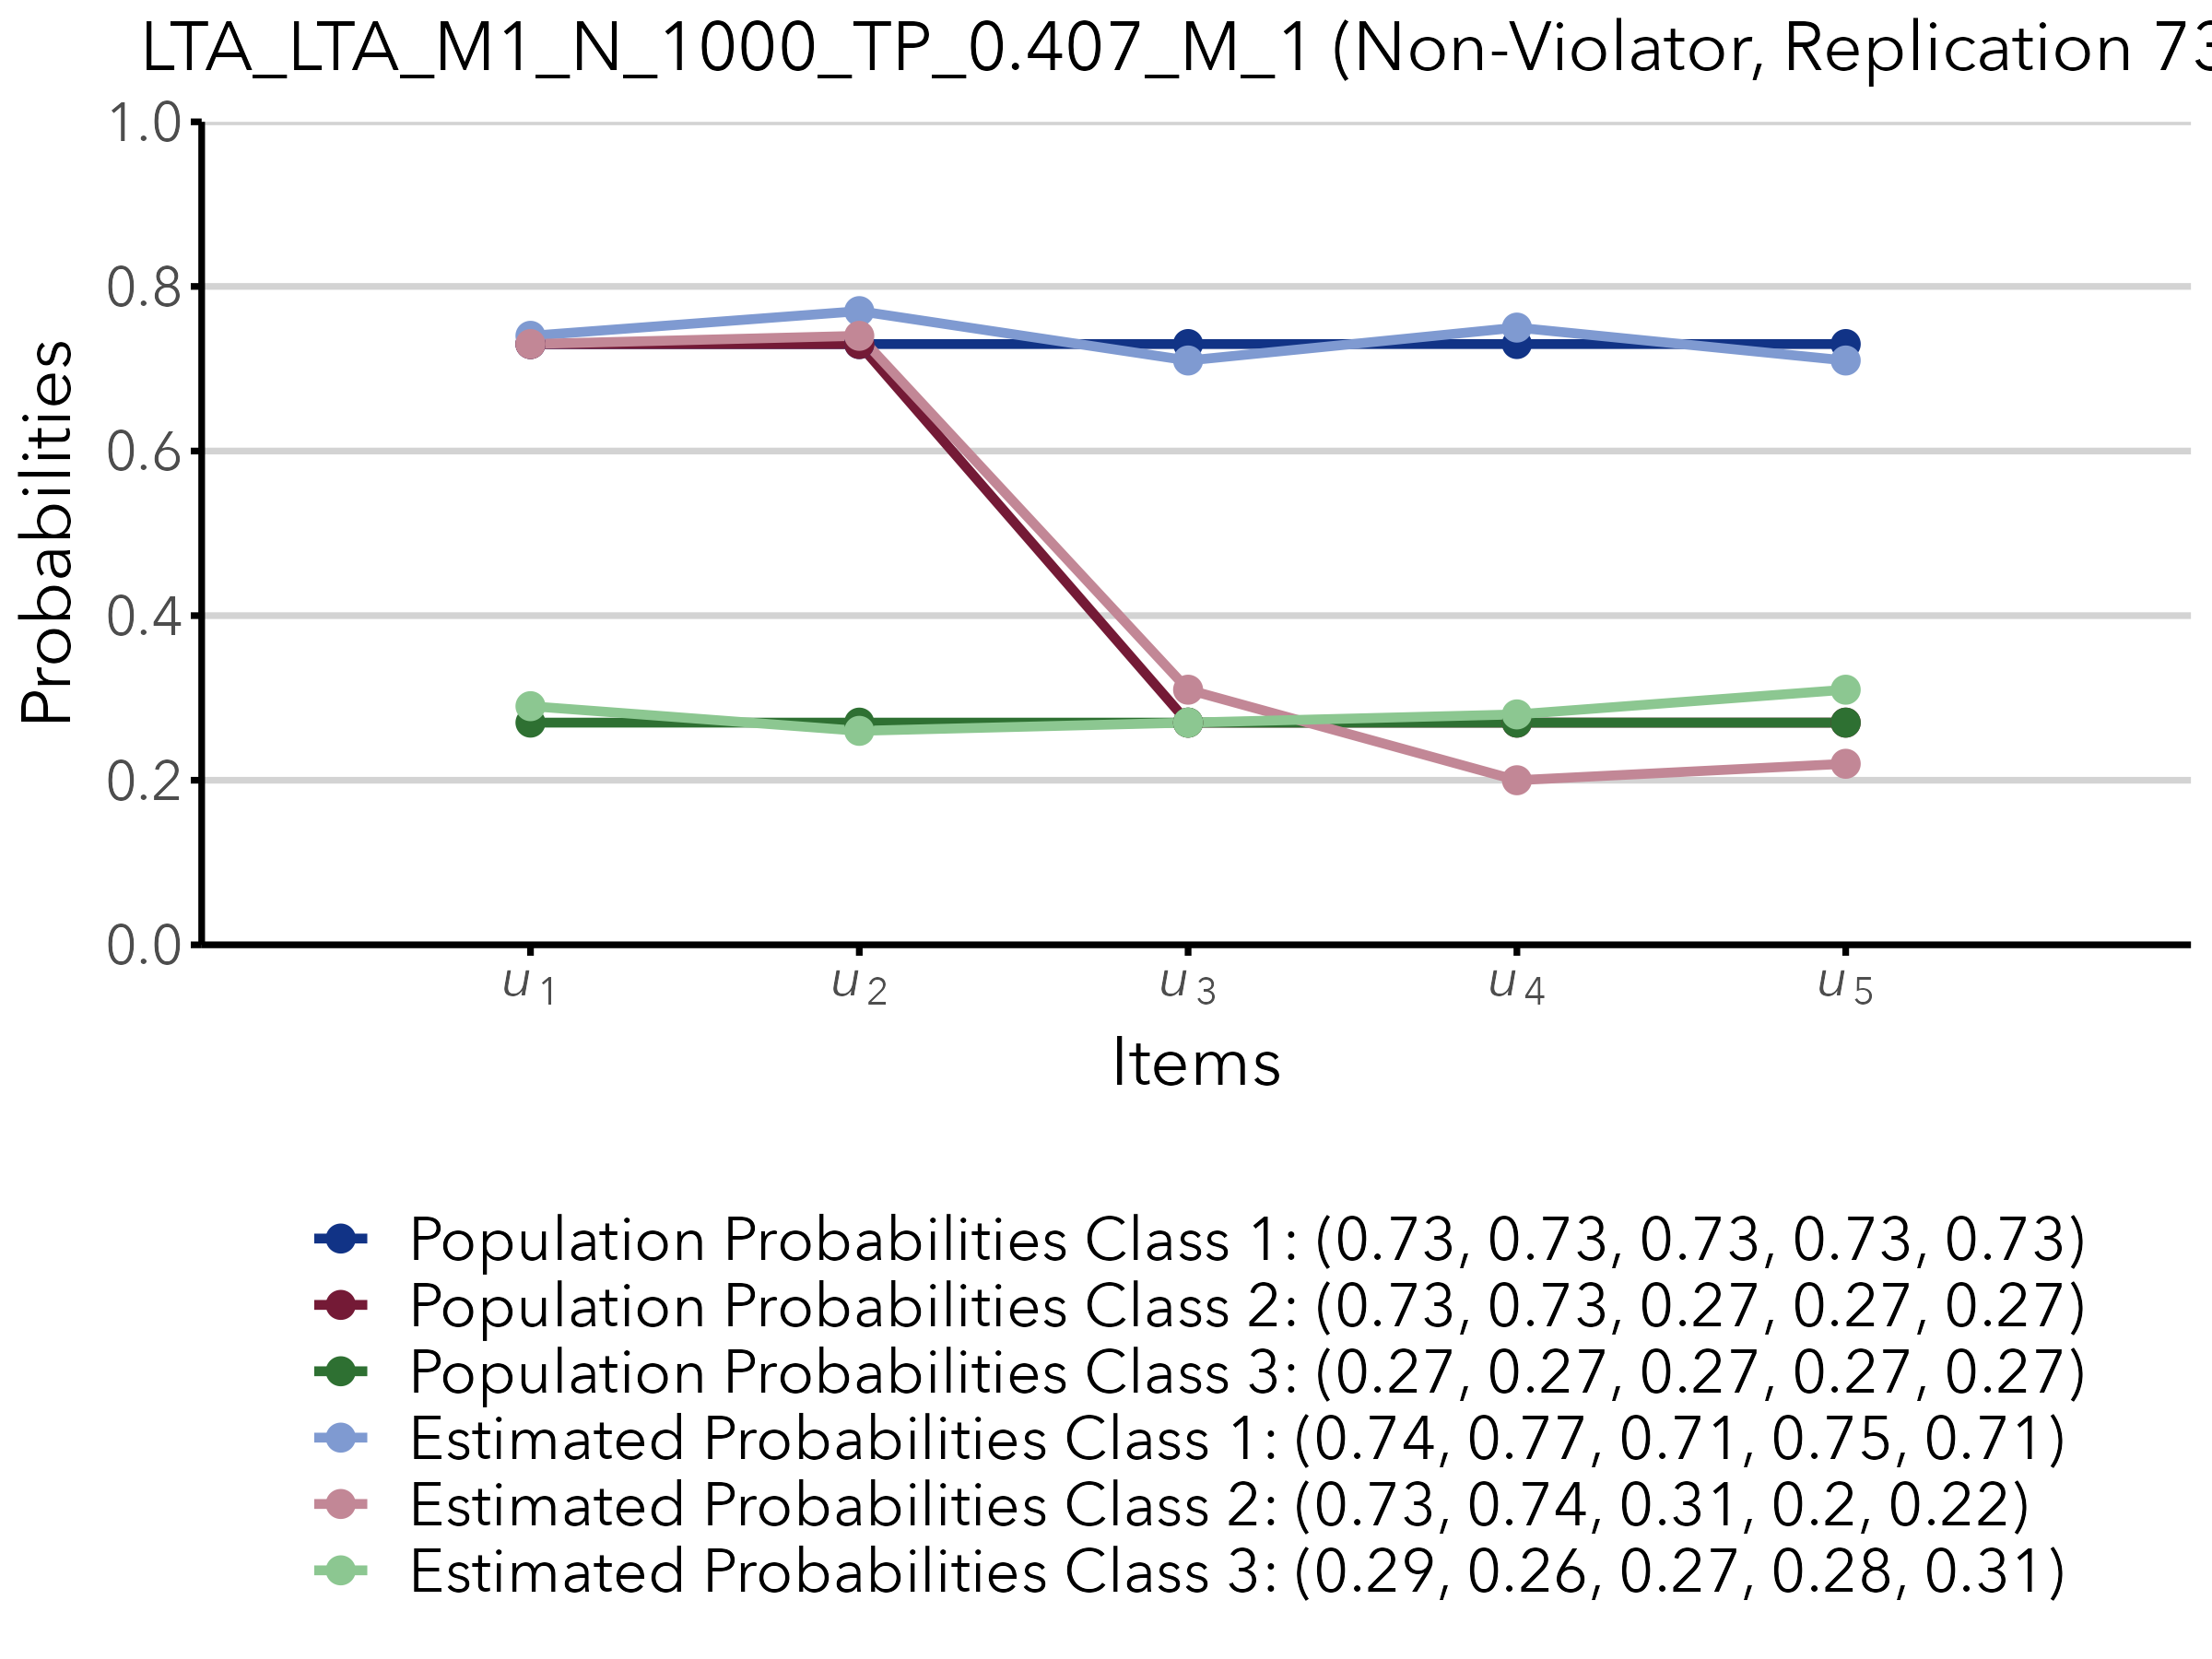 LTA_LTA_M1_N_1000_TP_0.407_M_1 (Non-Violator, Replication 73
1.0
0.8
0.6
0.4
0.2
0.0
Probabilities
u1
u2
u3
u4
u5
Items
Population Probabilities Class 1: (0.73, 0.73, 0.73, 0.73, 0.73)
Population Probabilities Class 2: (0.73, 0.73, 0.27, 0.27, 0.27)
Population Probabilities Class 3: (0.27, 0.27, 0.27, 0.27, 0.27)
Estimated Probabilities Class 1: (0.74, 0.77, 0.71, 0.75, 0.71)
Estimated Probabilities Class 2: (0.73, 0.74, 0.31, 0.2, 0.22)
Estimated Probabilities Class 3: (0.29, 0.26, 0.27, 0.28, 0.31)